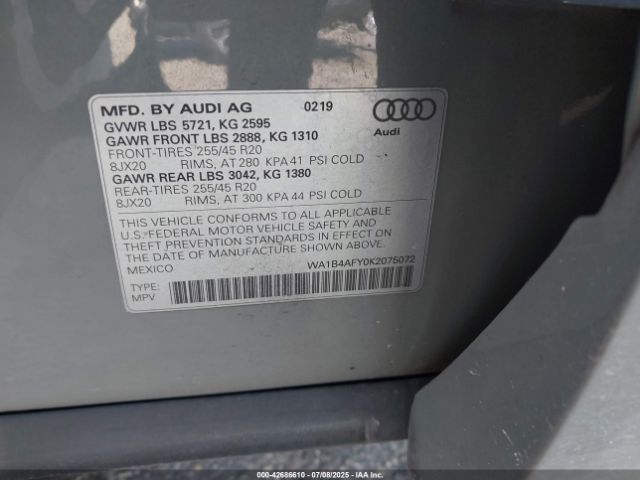 MFD. BY AUDI AG 0219
GVWR LBS 5721, KG 2595
GAWR FRONT LBS 2888, KG 1310
FRONT-TIRES 255/45 R20
8JX20 RIMS, AT 280 KPA 41 PSI COLD
GAWR REAR LBS 3042, KG 1380
REAR-TIRES 255/45 R20
8JX20 RIMS, AT 300 KPA 44 PSI COLD
Audi
THIS VEHICLE CONFORMS TO ALL APPLICABLE
U.S. FEDERAL MOTOR VEHICLE SAFETY AND
THEFT PREVENTION STANDARDS IN EFFECT ON
THE DATE OF MANUFACTURE SHOWN ABOVE.
MEXICO WA1B4AFY0K2075072
TYPE:
MPV
000-42686610 - 07/08/2025 - IAAI.COM